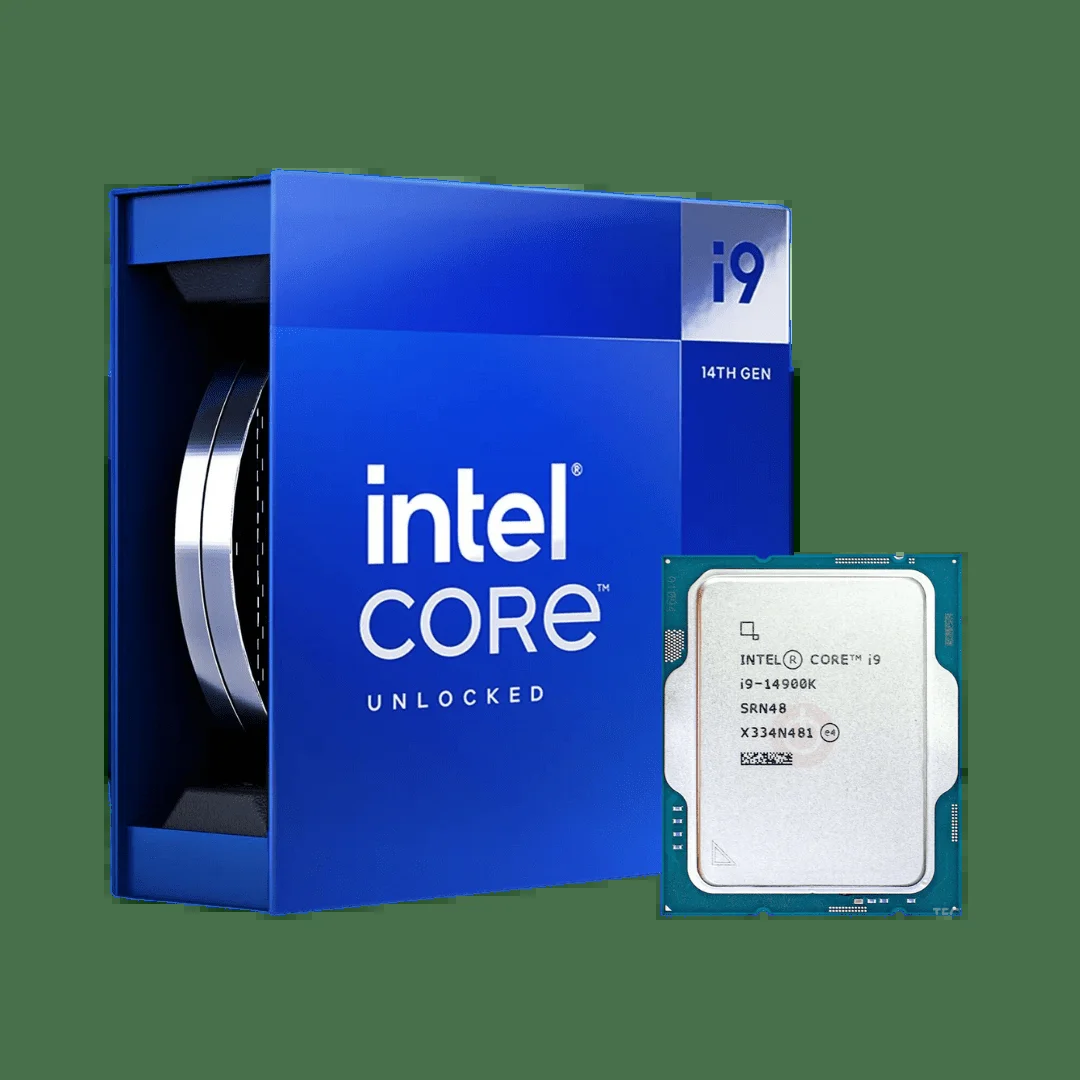 i9
14TH GEN
intel®
CORE™
UNLOCKED
INTEL® CORE™ i9
i9-14900K
SRN48
X334N481 e4